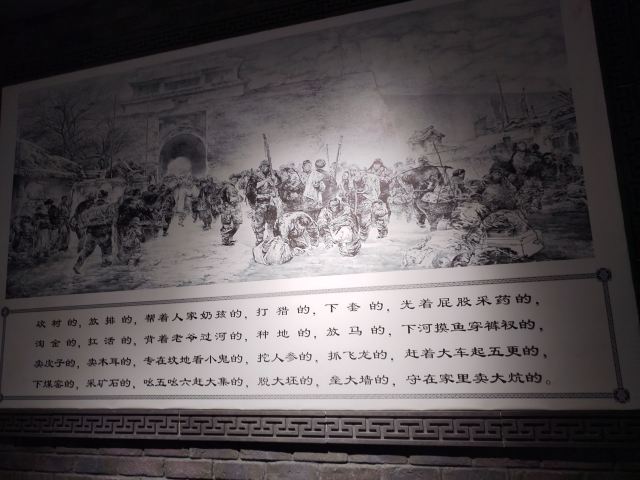 砍树的，放排的，帮着人家奶孩的，打猎的，下套的，光着屁股采药的，
淘金的，扛活的，背着老爷过河的，种地的，放马的，下河摸鱼穿裤衩的，
卖皮子的，卖木耳的，专在坟地看小鬼的，挖人参的，抓飞龙的，赶着大车起五更的，
下煤窑的，采矿石的，吆五吆六赶大集的，脱大坯的，垒大墙的，守在家里卖大炕的。